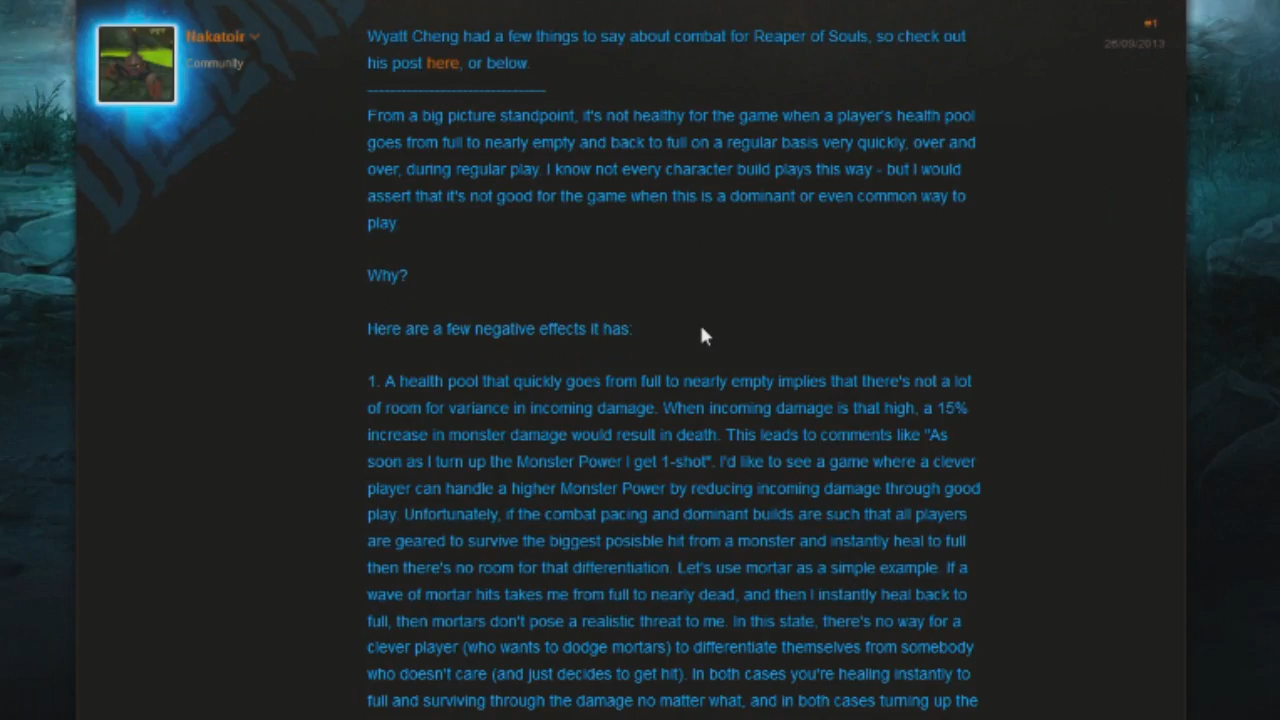 Nakatoir
Community
#1
26/09/2013
Wyatt Cheng had a few things to say about combat for Reaper of Souls, so check out
his post here, or below.
--------------------------------------------
From a big picture standpoint, it's not healthy for the game when a player's health pool
goes from full to nearly empty and back to full on a regular basis very quickly, over and
over, during regular play. I know not every character build plays this way - but I would
assert that it's not good for the game when this is a dominant or even common way to
play.
Why?
Here are a few negative effects it has:
1. A health pool that quickly goes from full to nearly empty implies that there's not a lot
of room for variance in incoming damage. When incoming damage is that high, a 15%
increase in monster damage would result in death. This leads to comments like "As
soon as I turn up the Monster Power I get 1-shot". I'd like to see a game where a clever
player can handle a higher Monster Power by reducing incoming damage through good
play. Unfortunately, if the combat pacing and dominant builds are such that all players
are geared to survive the biggest posisble hit from a monster and instantly heal to full
then there's no room for that differentiation. Let's use mortar as a simple example. If a
wave of mortar hits takes me from full to nearly dead, and then I instantly heal back to
full, then mortars don't pose a realistic threat to me. In this state, there's no way for a
clever player (who wants to dodge mortars) to differentiate themselves from somebody
who doesn't care (and just decides to get hit). In both cases you're healing instantly to
full and surviving through the damage no matter what, and in both cases turning up the